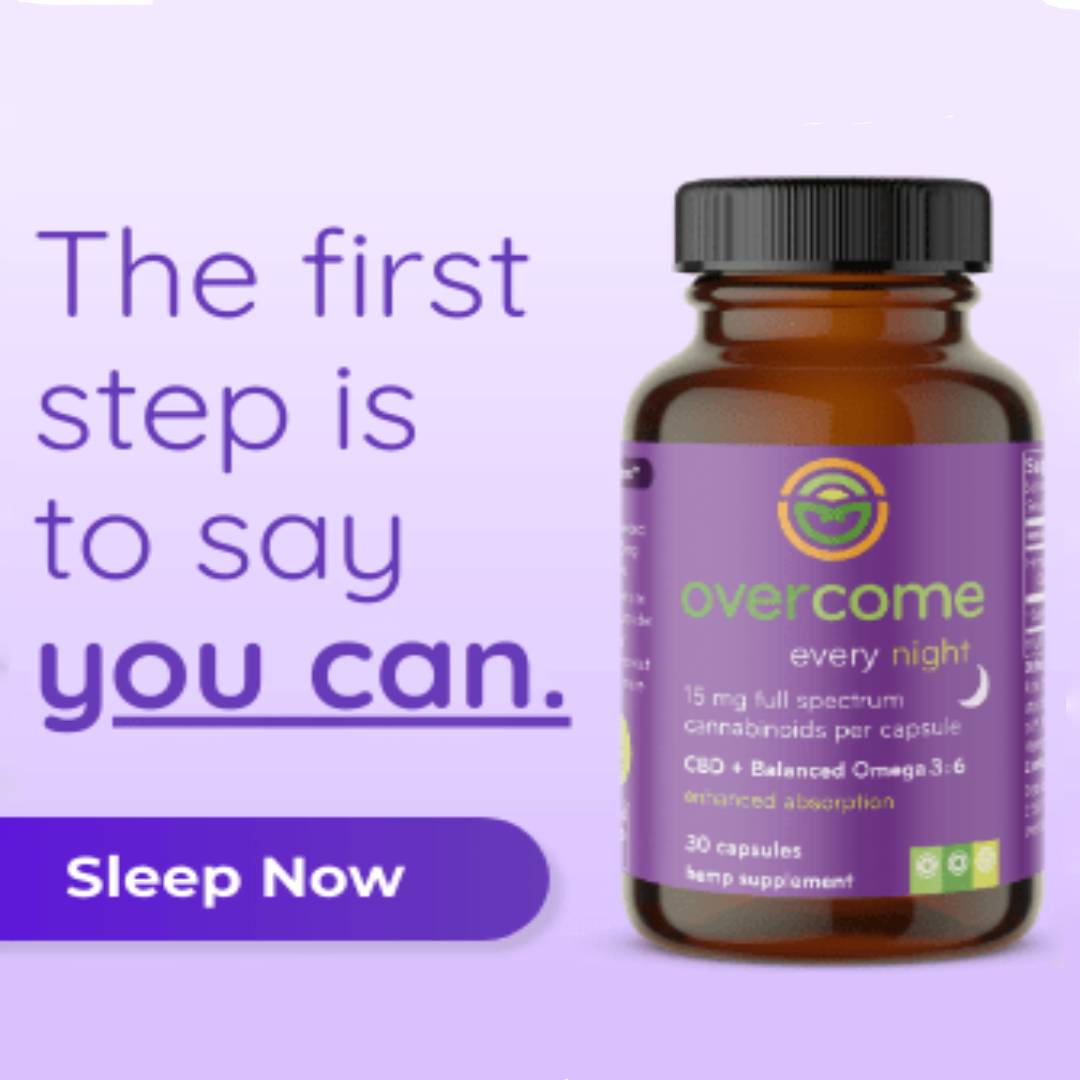 The first
step is
to say
you can.
Sleep Now
overcome
every night
15 mg full spectrum
cannabinoids per capsule
CBD + Balanced Omega 3:6
enhanced absorption
30 capsules
hemp supplement